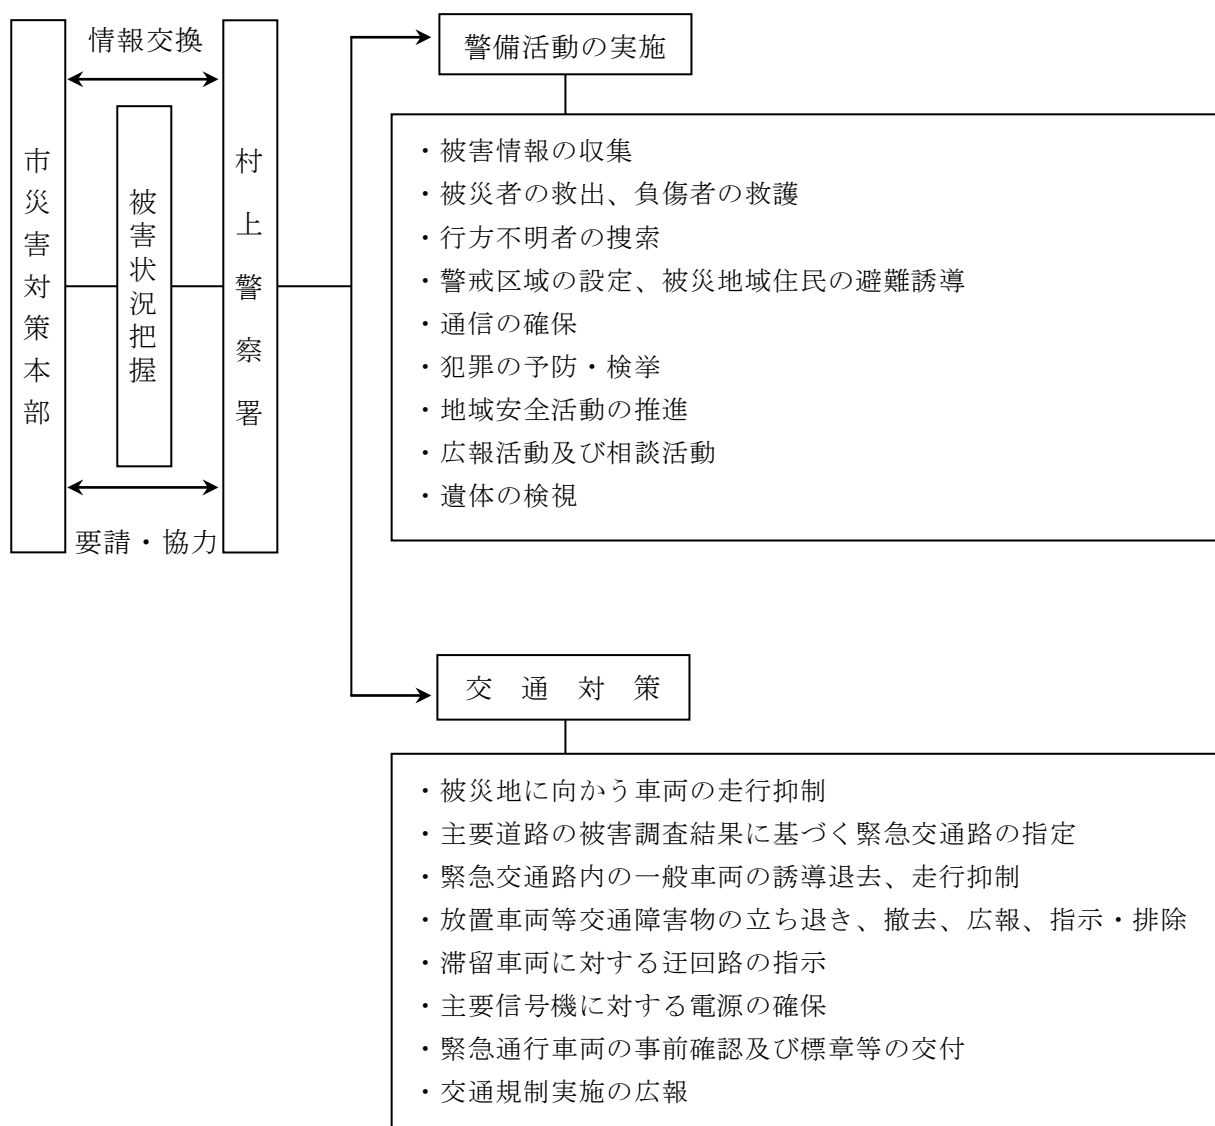 情報交換
市災害対策本部
被害状況把握
村上警察署
要請・協力
警備活動の実施
・被害情報の収集
・被災者の救出、負傷者の救護
・行方不明者の捜索
・警戒区域の設定、被災地域住民の避難誘導
・通信の確保
・犯罪の予防・検挙
・地域安全活動の推進
・広報活動及び相談活動
・遺体の検視
交通対策
・被災地に向かう車両の走行抑制
・主要道路の被害調査結果に基づく緊急交通路の指定
・緊急交通路内の一般車両の誘導退去、走行抑制
・放置車両等交通障害物の立ち退き、撤去、広報、指示・排除
・滞留車両に対する迂回路の指示
・主要信号機に対する電源の確保
・緊急通行車両の事前確認及び標章等の交付
・交通規制実施の広報